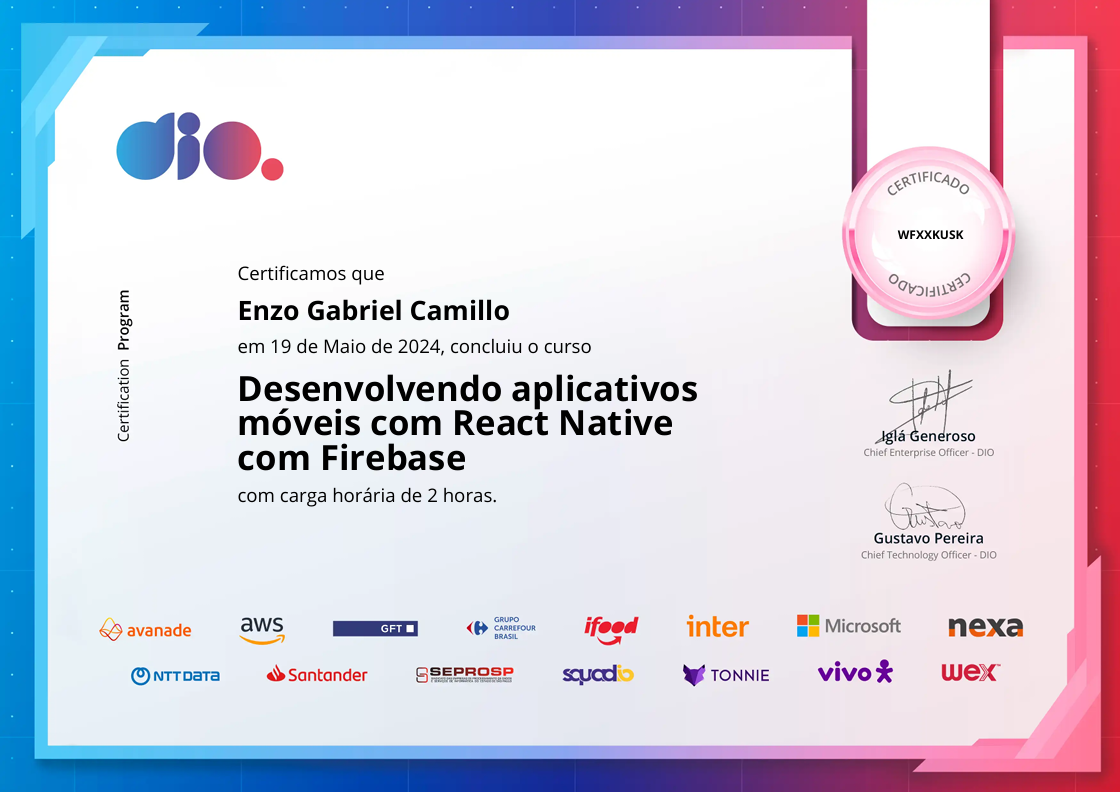 dio.
CERTIFICADO
WFXXKUSK
CERTIFICADO
Certification Program
Certificamos que
Enzo Gabriel Camillo
em 19 de Maio de 2024, concluiu o curso
Desenvolvendo aplicativos
móveis com React Native
com Firebase
com carga horária de 2 horas.
Iglá Generoso
Chief Enterprise Officer - DIO
Gustavo Pereira
Chief Technology Officer - DIO
avanade aws GFT GRUPO CARREFOUR BRASIL ifood inter Microsoft nexa
NTT DATA Santander SEPROSP squadio TONNIE vivo wex